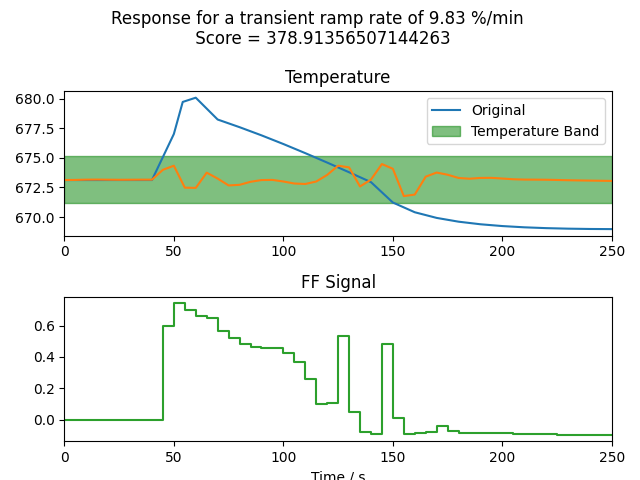 Response for a transient ramp rate of 9.83 %/min
Score = 378.91356507144263
Temperature
680.0
677.5
675.0
672.5
670.0
Original
Temperature Band
0 50 100 150 200 250
FF Signal
0.6
0.4
0.2
0.0
0 50 100 150 200 250
Time / s